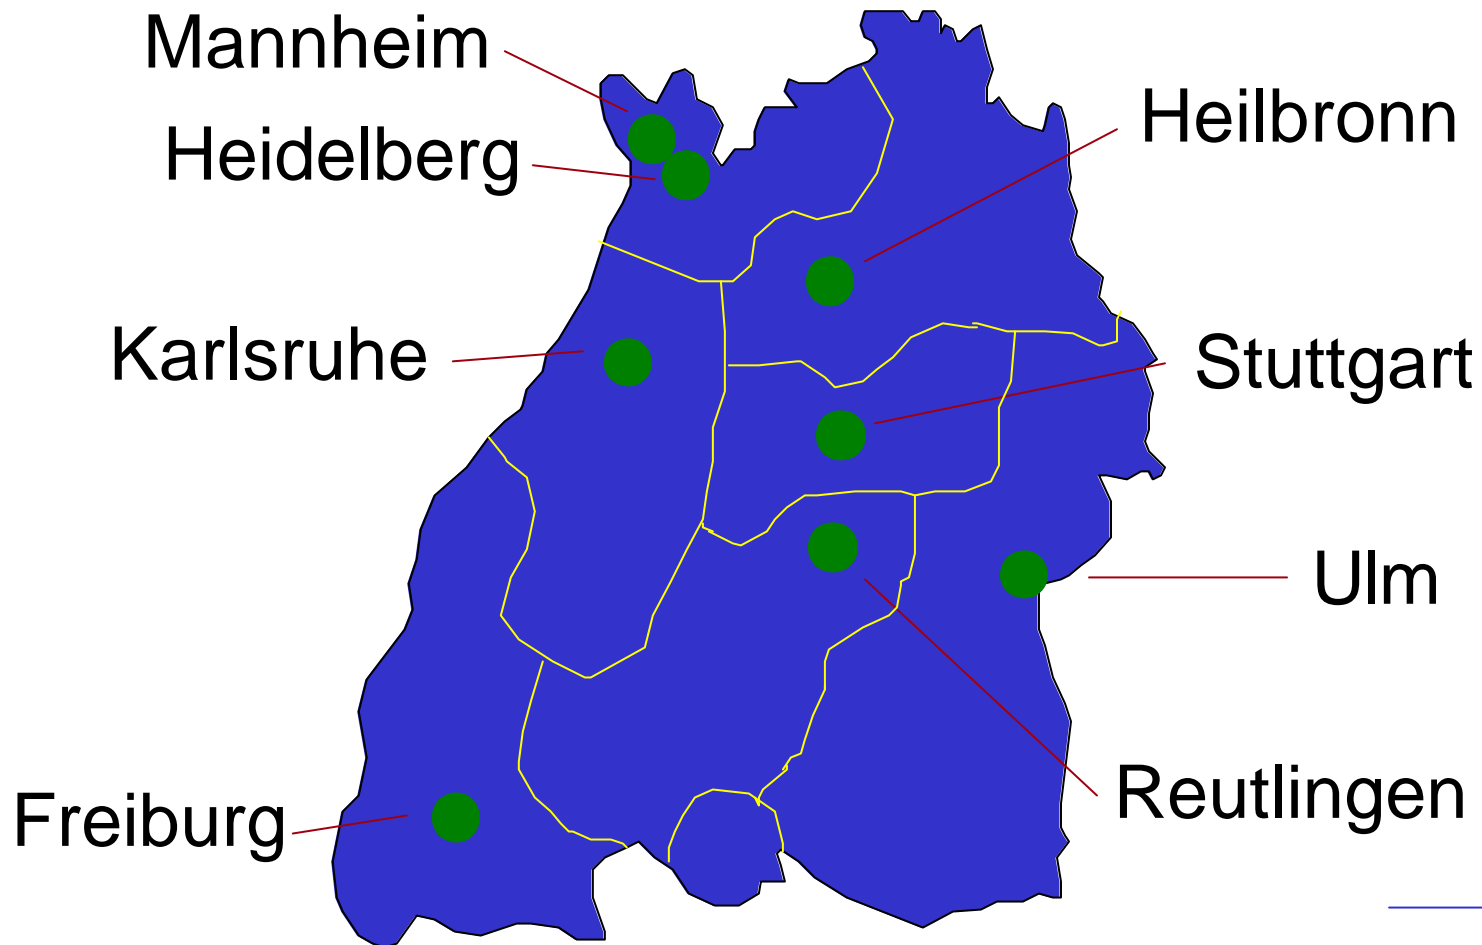 Mannheim
Heilbronn
Heidelberg
Karlsruhe
Stuttgart
Ulm
Reutlingen
Freiburg